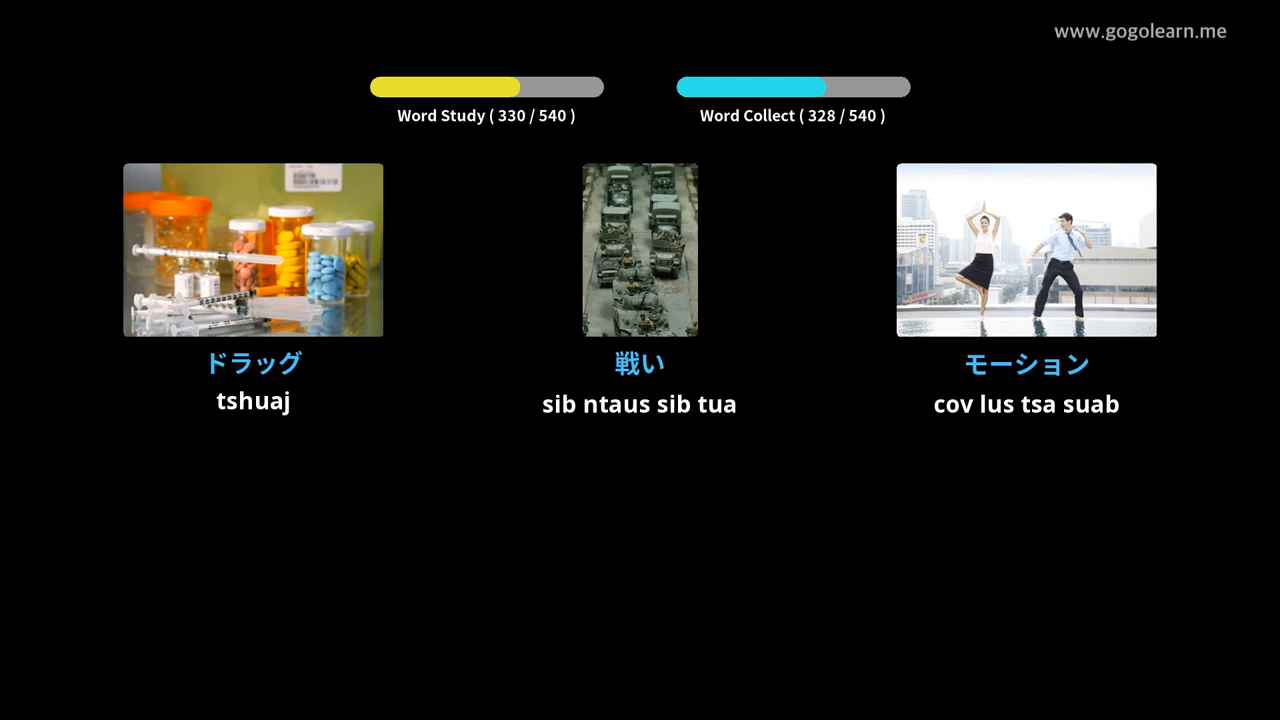 www.gogolearn.me
Word Study ( 330 / 540 )
Word Collect ( 328 / 540 )
ドラッグ
戦い
モーション
tshuaj
sib ntaus sib tua
cov lus tsa suab